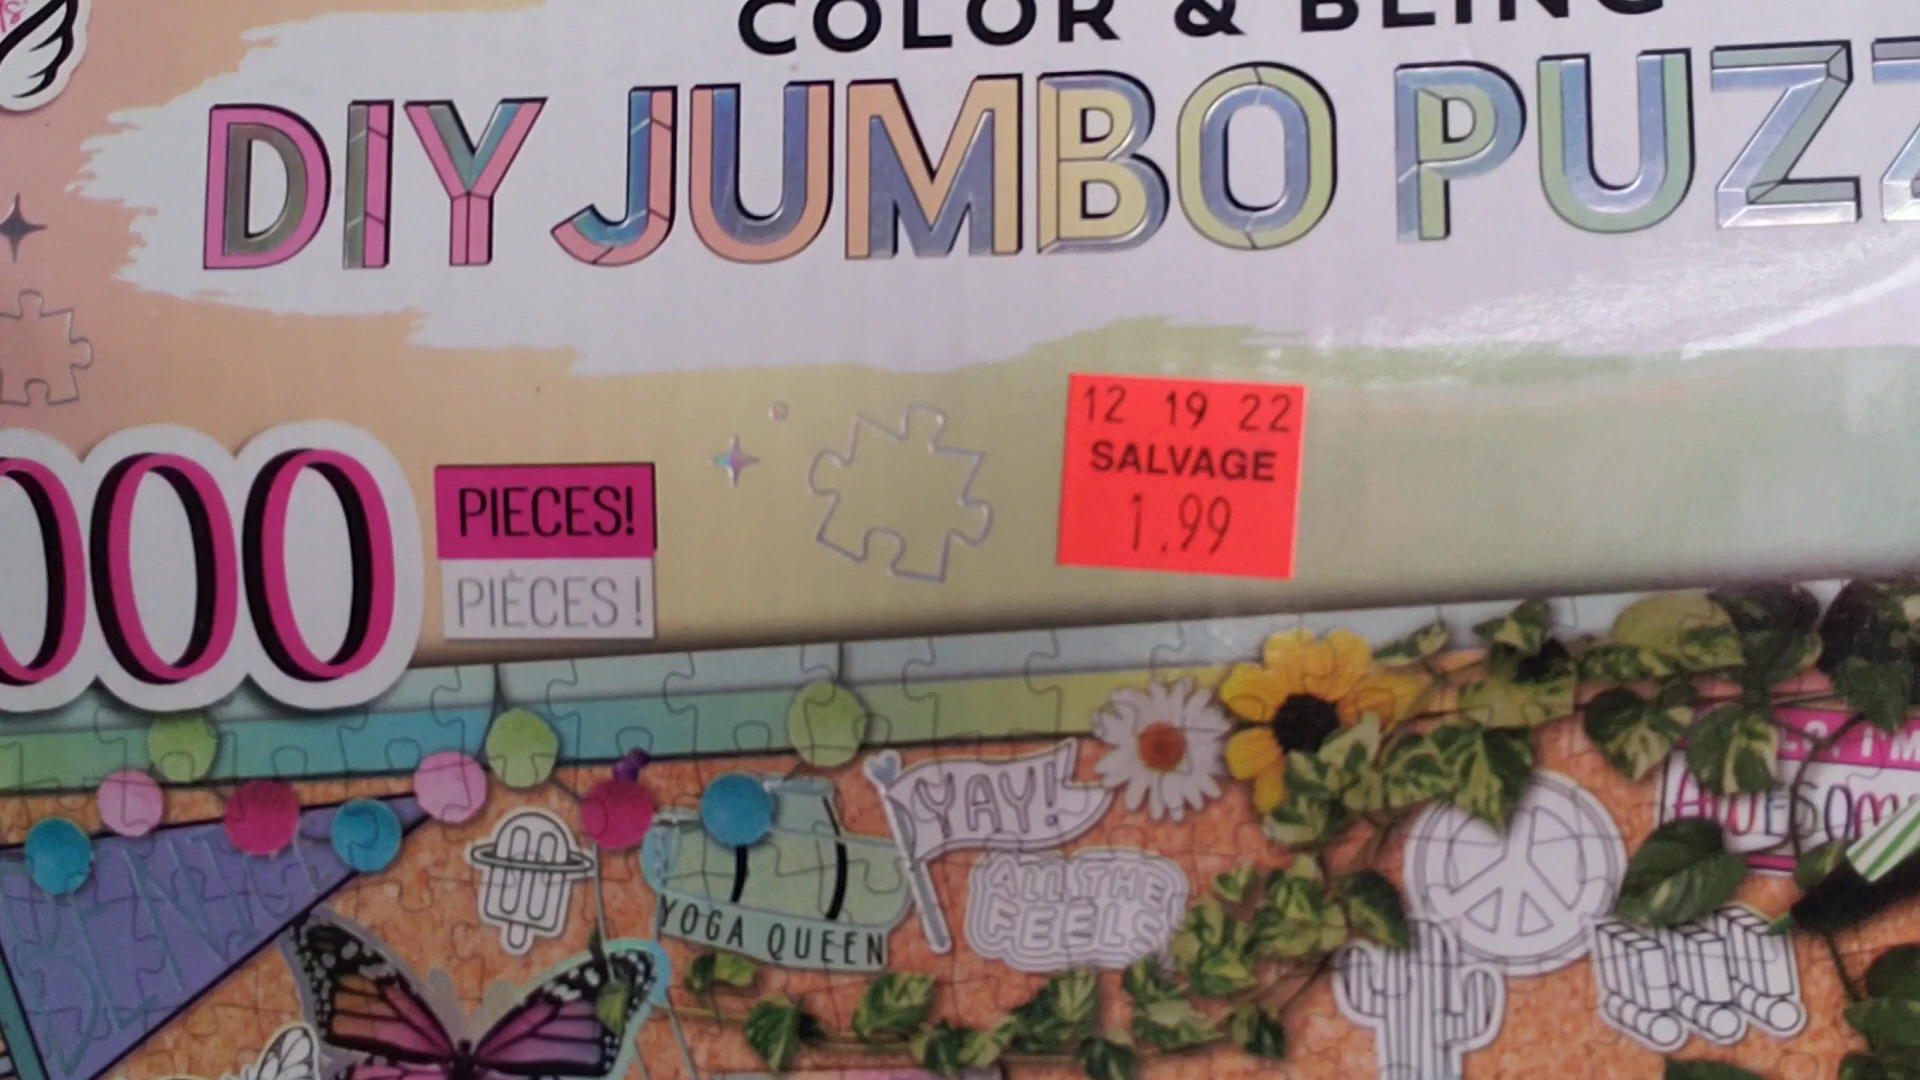 COLOR & BLING
DIY JUMBO PUZZ
000
PIECES!
PIÈCES !
12 19 22
SALVAGE
1.99
YAY!
ALL THE
FEELS
YOGA QUEEN
I'M
AWESOME